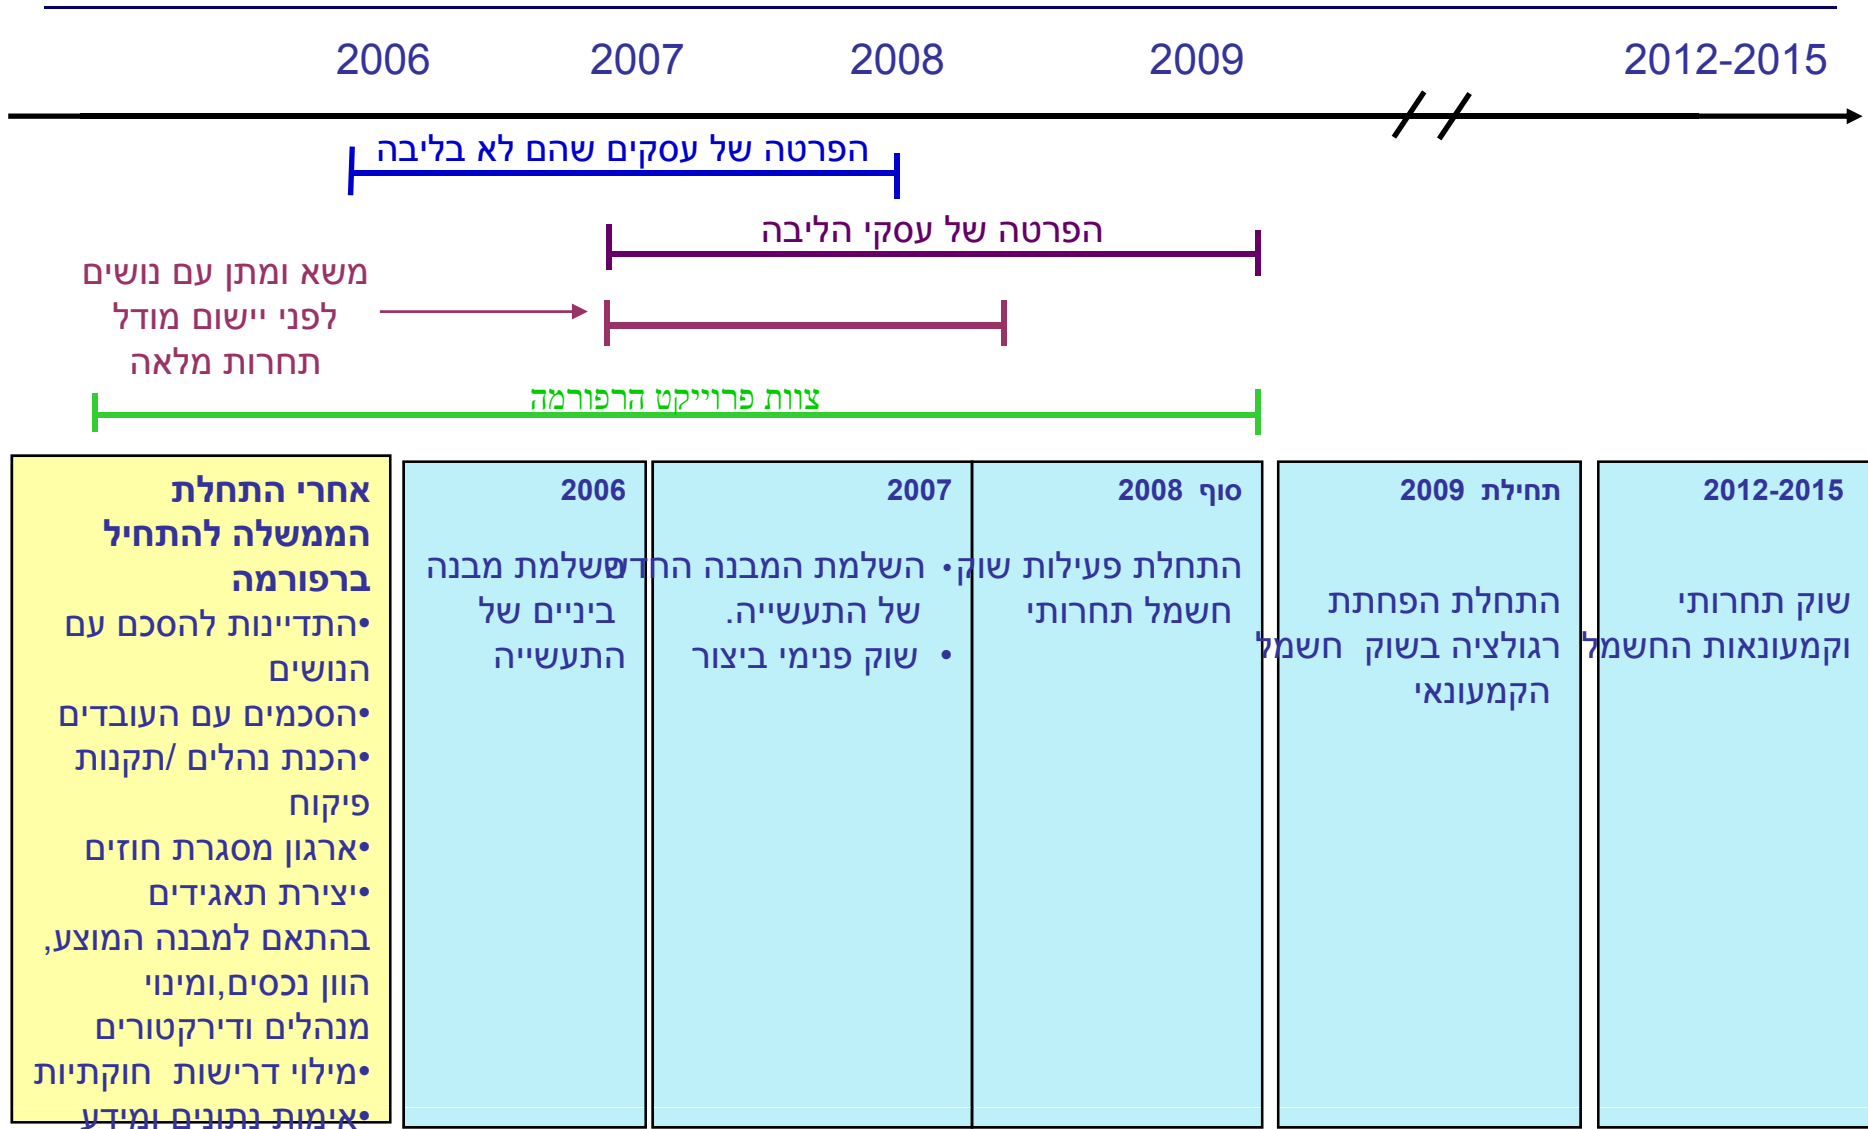 2006
2007
2008
2009
2012-2015
הפרטה של עסקים שהם לא בליבה
הפרטה של עסקי הליבה
משא ומתן עם נושים
לפני יישום מודל
תחרות מלאה
צוות פרוייקט הרפורמה
אחרי התחלת
הממשלה להתחיל
ברפורמה
•התדיינות להסכם עם
הנושים
•הסכמים עם העובדים
•הכנת נהלים /תקנות
פיקוח
•ארגון מסגרת חוזים
•יצירת תאגידים
בהתאם למבנה המוצע,
הוון נכסים,ומינוי
מנהלים ודירקטורים
•מילוי דרישות חוקתיות
•אימות נתונים ומידע
2006
השלמת מבנה
ביניים של
התעשייה
2007
• השלמת המבנה החדש
של התעשייה.
• שוק פנימי ביצור
סוף 2008
התחלת פעילות שוק
חשמל תחרותי
תחילת 2009
התחלת הפחתת
רגולציה בשוק חשמל
הקמעונאי
2012-2015
שוק תחרותי
וקמעונאות החשמל